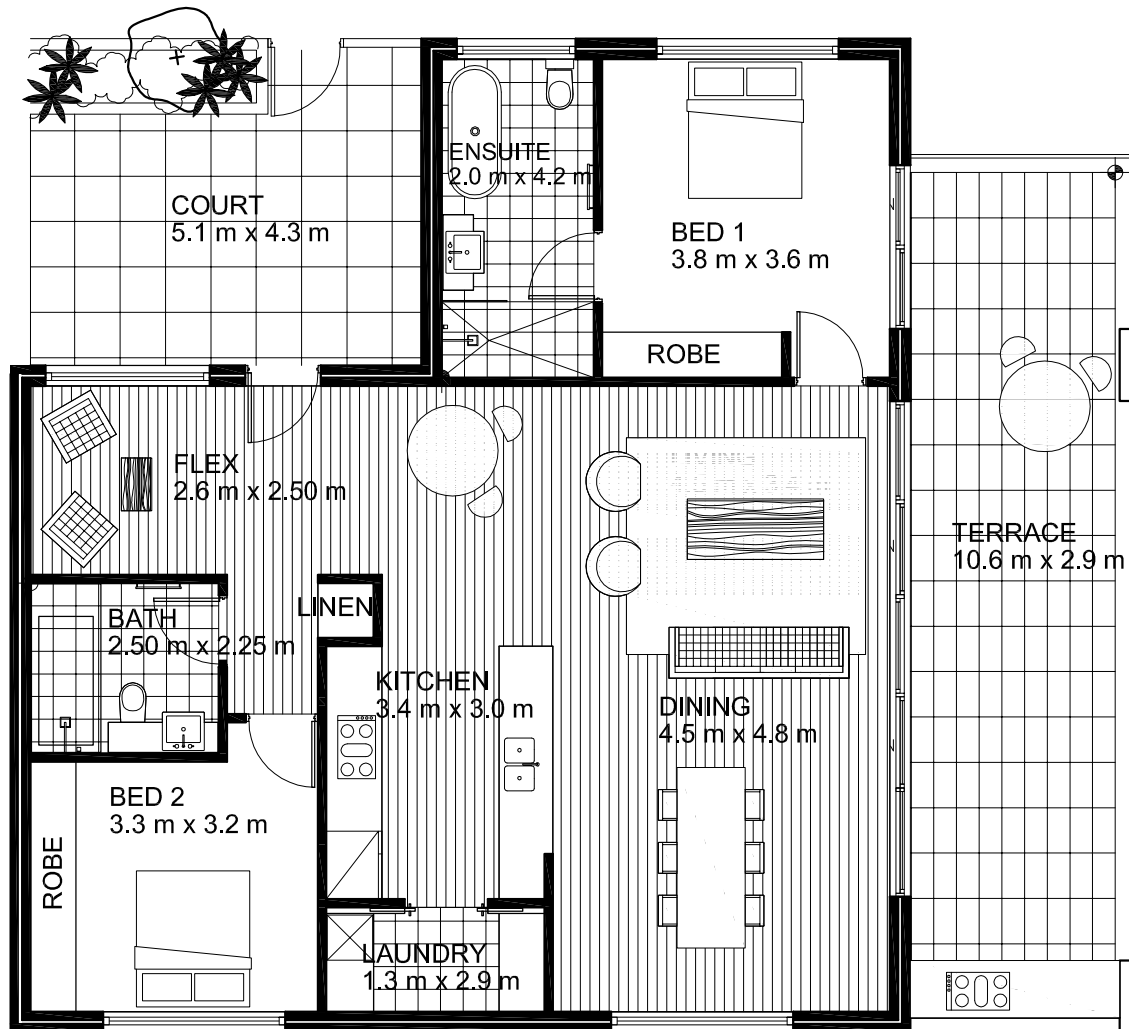 ENSUITE
2.0 m x 4.2 m
COURT
5.1 m x 4.3 m
BED 1
3.8 m x 3.6 m
ROBE
FLEX
2.6 m x 2.50 m
LIVING
TERRACE
10.6 m x 2.9 m
LINEN
BATH
2.50 m x 2.25 m
KITCHEN
3.4 m x 3.0 m
DINING
4.5 m x 4.8 m
BED 2
3.3 m x 3.2 m
ROBE
LAUNDRY
1.3 m x 2.9 m